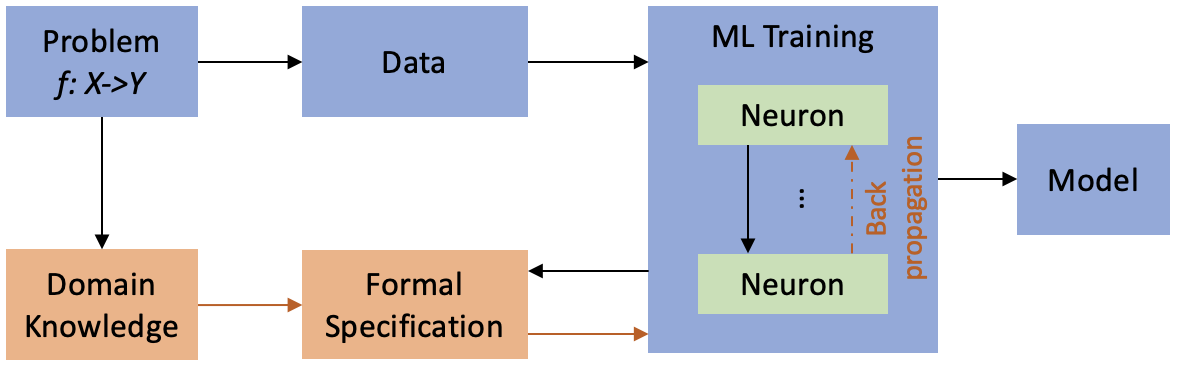 Problem
f: X->Y
Data
ML Training
Neuron
...
Back
propagation
Neuron
Model
Domain
Knowledge
Formal
Specification